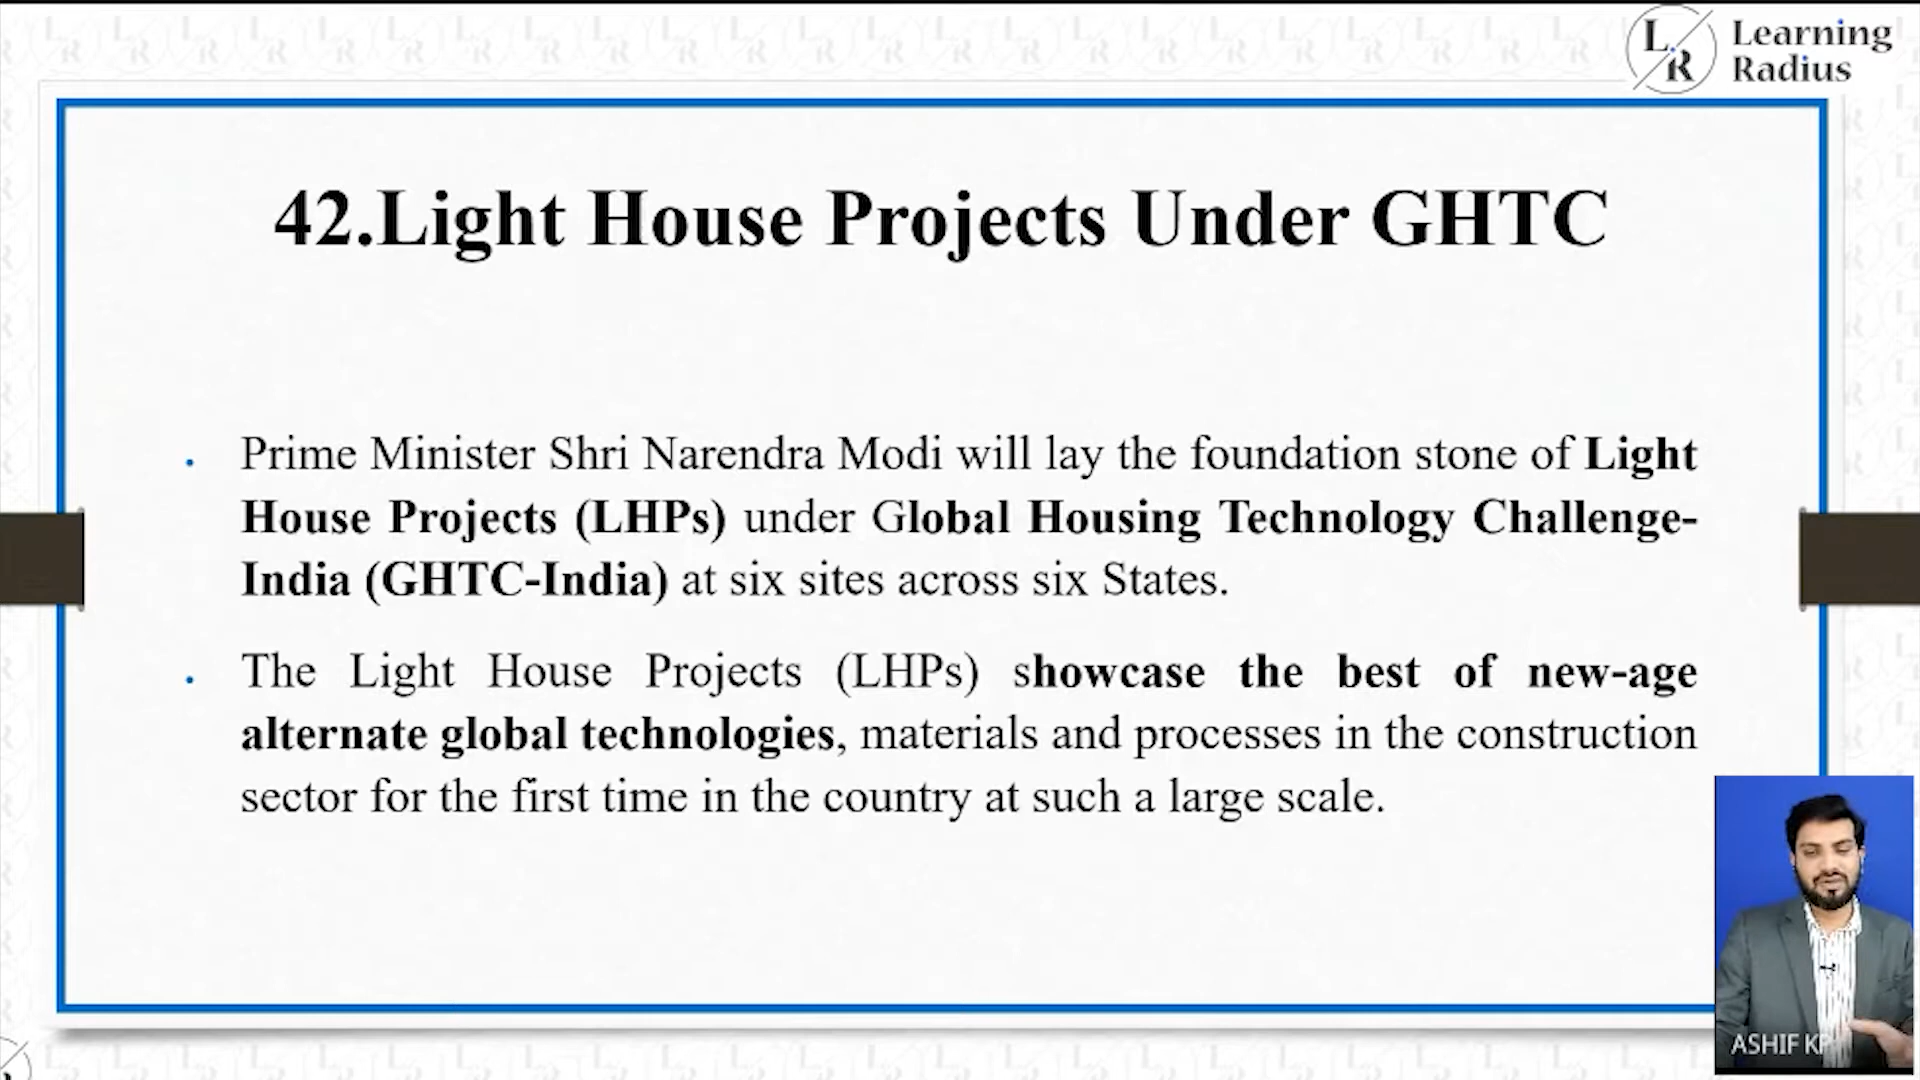 L R Learning
Radius
42.Light House Projects Under GHTC
Prime Minister Shri Narendra Modi will lay the foundation stone of Light
House Projects (LHPs) under Global Housing Technology Challenge-
India (GHTC-India) at six sites across six States.
The Light House Projects (LHPs) showcase the best of new-age
alternate global technologies, materials and processes in the construction
sector for the first time in the country at such a large scale.
ASHIF KP